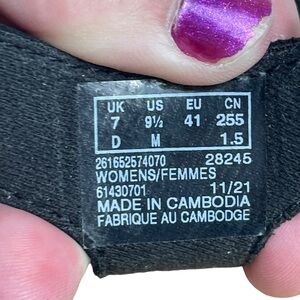 UK US EU CN
7 9½ 41 255
D M 1.5
261652574070 28245
WOMENS/FEMMES
61430701 11/21
MADE IN CAMBODIA
FABRIQUE AU CAMBODGE